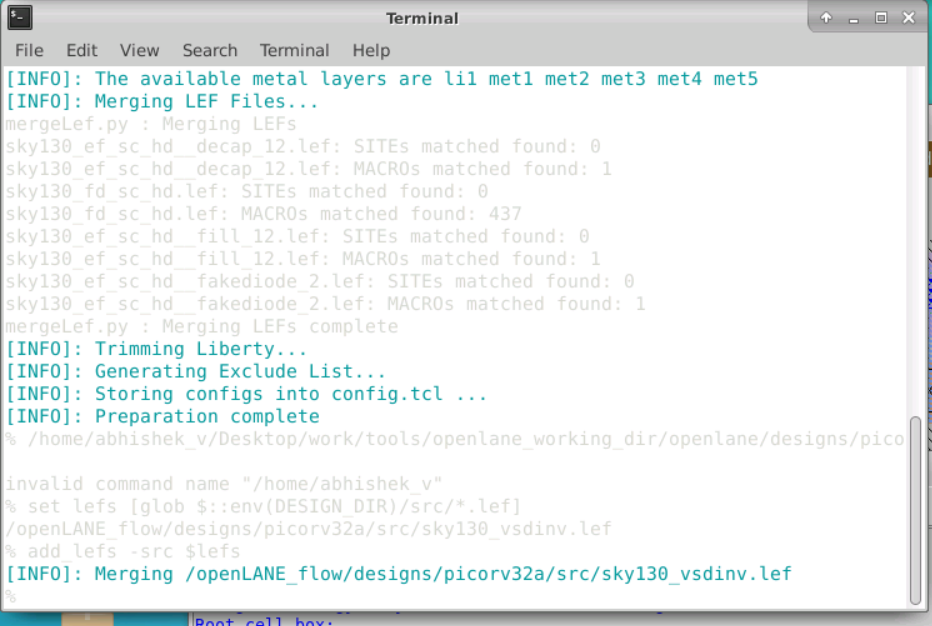 Terminal
File Edit View Search Terminal Help
[INFO]: The available metal layers are li1 met1 met2 met3 met4 met5
[INFO]: Merging LEF Files...
mergeLef.py : Merging LEFs
sky130_ef_sc_hd__decap_12.lef: SITEs matched found: 0
sky130_ef_sc_hd__decap_12.lef: MACROs matched found: 1
sky130_fd_sc_hd.lef: SITEs matched found: 0
sky130_fd_sc_hd.lef: MACROs matched found: 437
sky130_ef_sc_hd__fill_12.lef: SITEs matched found: 0
sky130_ef_sc_hd__fill_12.lef: MACROs matched found: 1
sky130_ef_sc_hd__fakediode_2.lef: SITEs matched found: 0
sky130_ef_sc_hd__fakediode_2.lef: MACROs matched found: 1
mergeLef.py : Merging LEFs complete
[INFO]: Trimming Liberty...
[INFO]: Generating Exclude List...
[INFO]: Storing configs into config.tcl ...
[INFO]: Preparation complete
% /home/abhishek_v/Desktop/work/tools/openlane_working_dir/openlane/designs/pico
invalid command name "/home/abhishek_v"
% set lefs [glob $::env(DESIGN_DIR)/src/*.lef]
/openLANE_flow/designs/picorv32a/src/sky130_vsdinv.lef
% add_lefs -src $lefs
[INFO]: Merging /openLANE_flow/designs/picorv32a/src/sky130_vsdinv.lef
%
Root cell box: